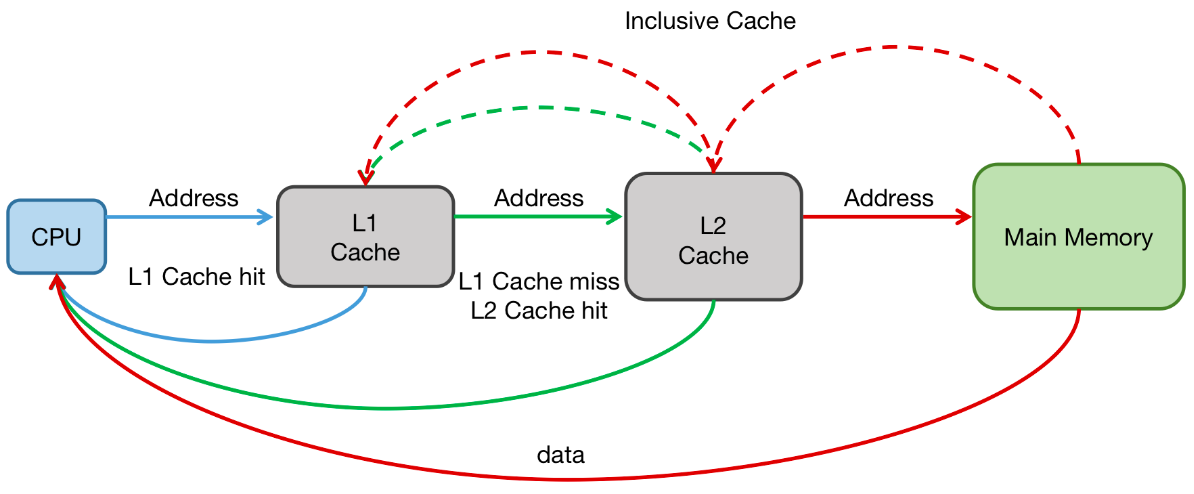 Inclusive Cache
Address
Address
Address
CPU
L1
Cache
L2
Cache
Main Memory
L1 Cache hit
L1 Cache miss
L2 Cache hit
data